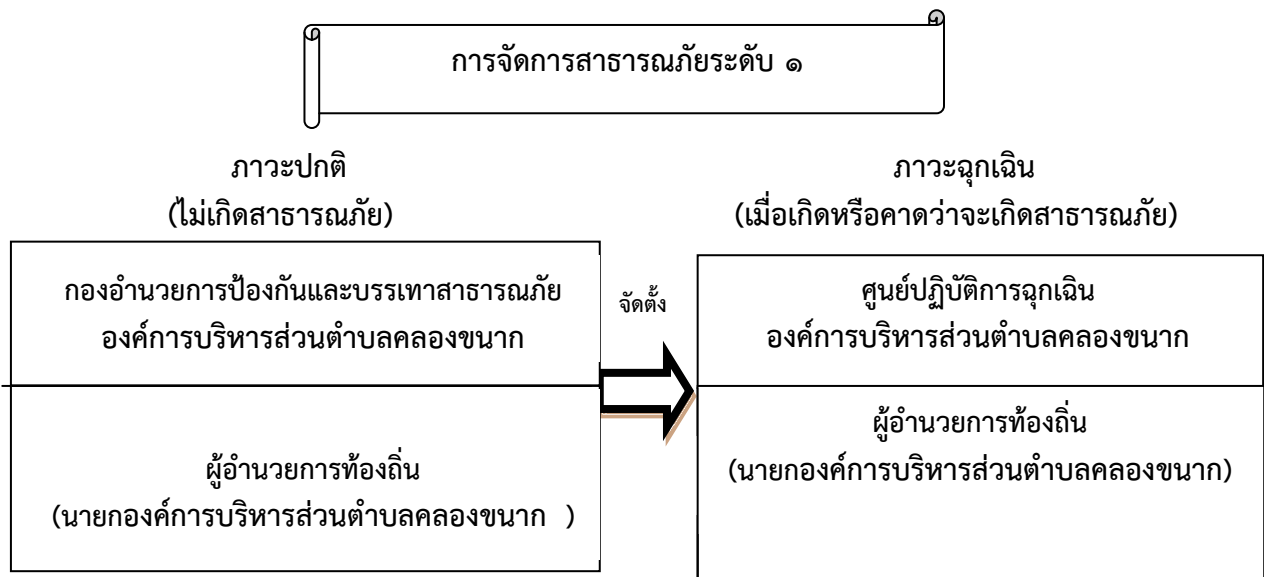 การจัดการสาธารณภัยระดับ ๑
ภาวะปกติ
(ไม่เกิดสาธารณภัย)
กองอำนวยการป้องกันและบรรเทาสาธารณภัย
องค์การบริหารส่วนตำบลคลองขนาก
ผู้อำนวยการท้องถิ่น
(นายกองค์การบริหารส่วนตำบลคลองขนาก )
จัดตั้ง
ภาวะฉุกเฉิน
(เมื่อเกิดหรือคาดว่าจะเกิดสาธารณภัย)
ศูนย์ปฏิบัติการฉุกเฉิน
องค์การบริหารส่วนตำบลคลองขนาก
ผู้อำนวยการท้องถิ่น
(นายกองค์การบริหารส่วนตำบลคลองขนาก)